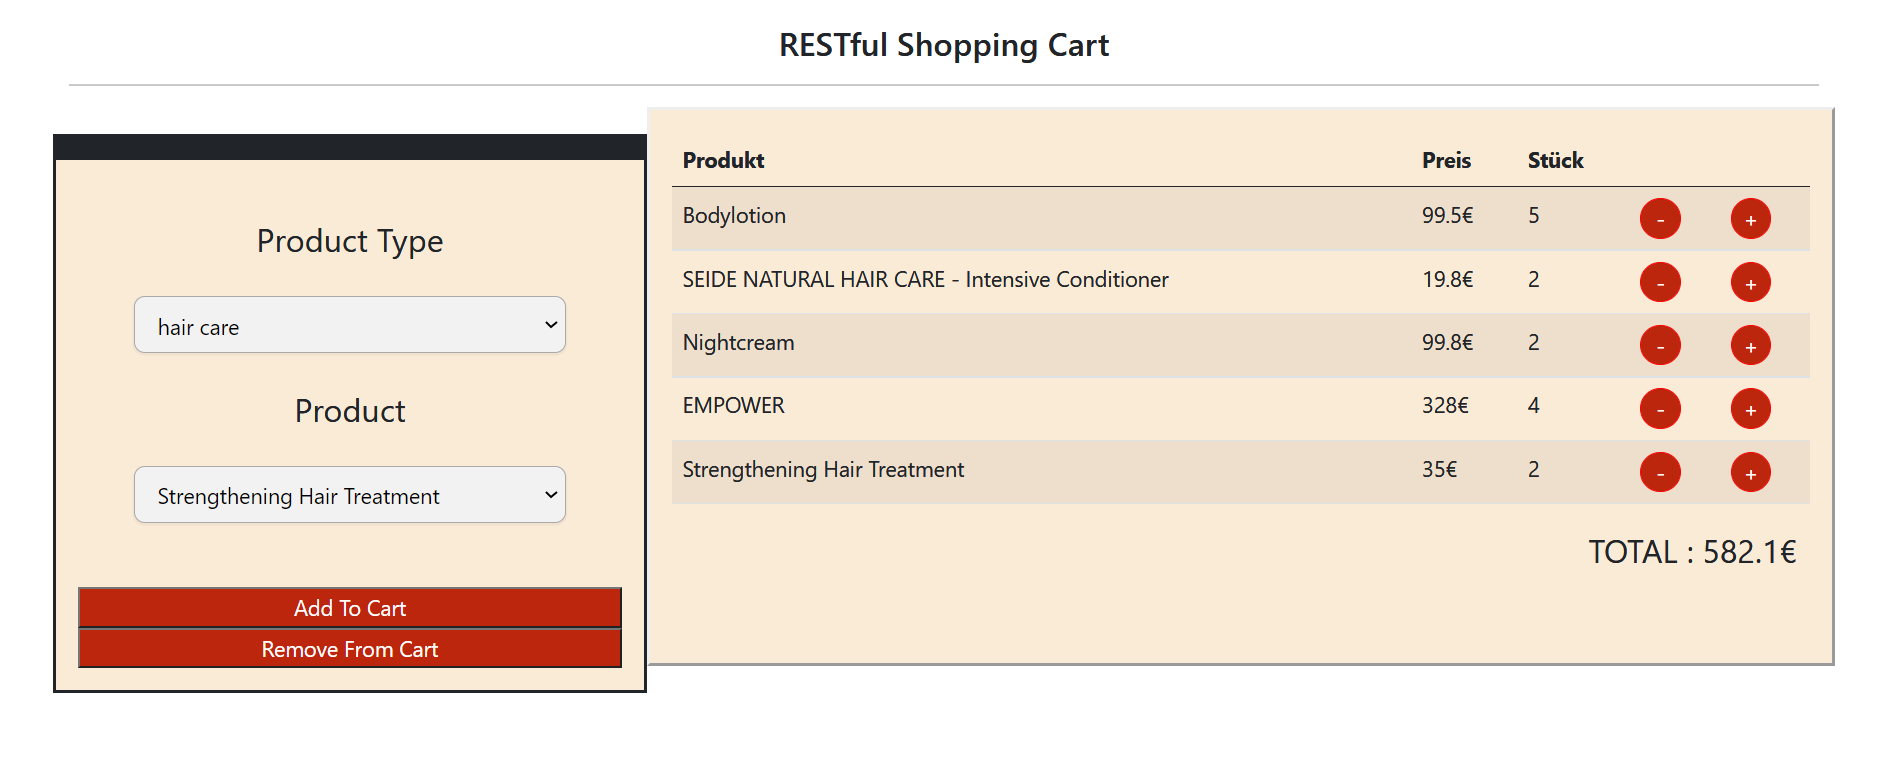 RESTful Shopping Cart
Product Type
hair care
Product
Strengthening Hair Treatment
Add To Cart
Remove From Cart
Produkt Preis Stück
Bodylotion 99.5€ 5 - +
SEIDE NATURAL HAIR CARE - Intensive Conditioner 19.8€ 2 - +
Nightcream 99.8€ 2 - +
EMPOWER 328€ 4 - +
Strengthening Hair Treatment 35€ 2 - +
TOTAL : 582.1€